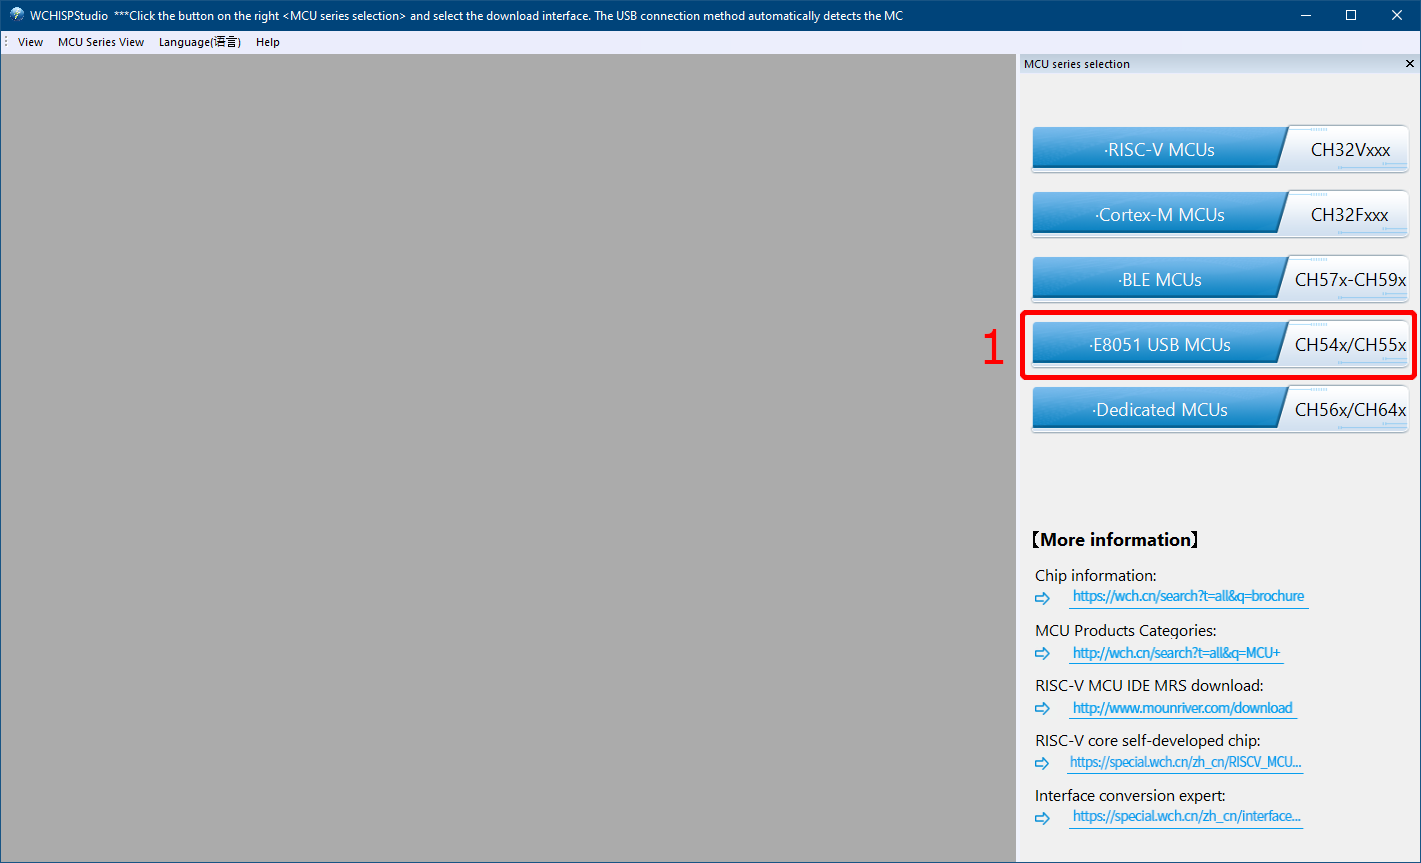 WCHISPStudio ***Click the button on the right <MCU series selection> and select the download interface. The USB connection method automatically detects the MC
View MCU Series View Language(语言) Help
MCU series selection
·RISC-V MCUs CH32Vxxx
·Cortex-M MCUs CH32Fxxx
·BLE MCUs CH57x-CH59x
1 ·E8051 USB MCUs CH54x/CH55x
·Dedicated MCUs CH56x/CH64x
【More information】
Chip information:
https://wch.cn/search?t=all&q=brochure
MCU Products Categories:
http://wch.cn/search?t=all&q=MCU+
RISC-V MCU IDE MRS download:
http://www.mounriver.com/download
RISC-V core self-developed chip:
https://special.wch.cn/zh_cn/RISCV_MCU...
Interface conversion expert:
https://special.wch.cn/zh_cn/interface...